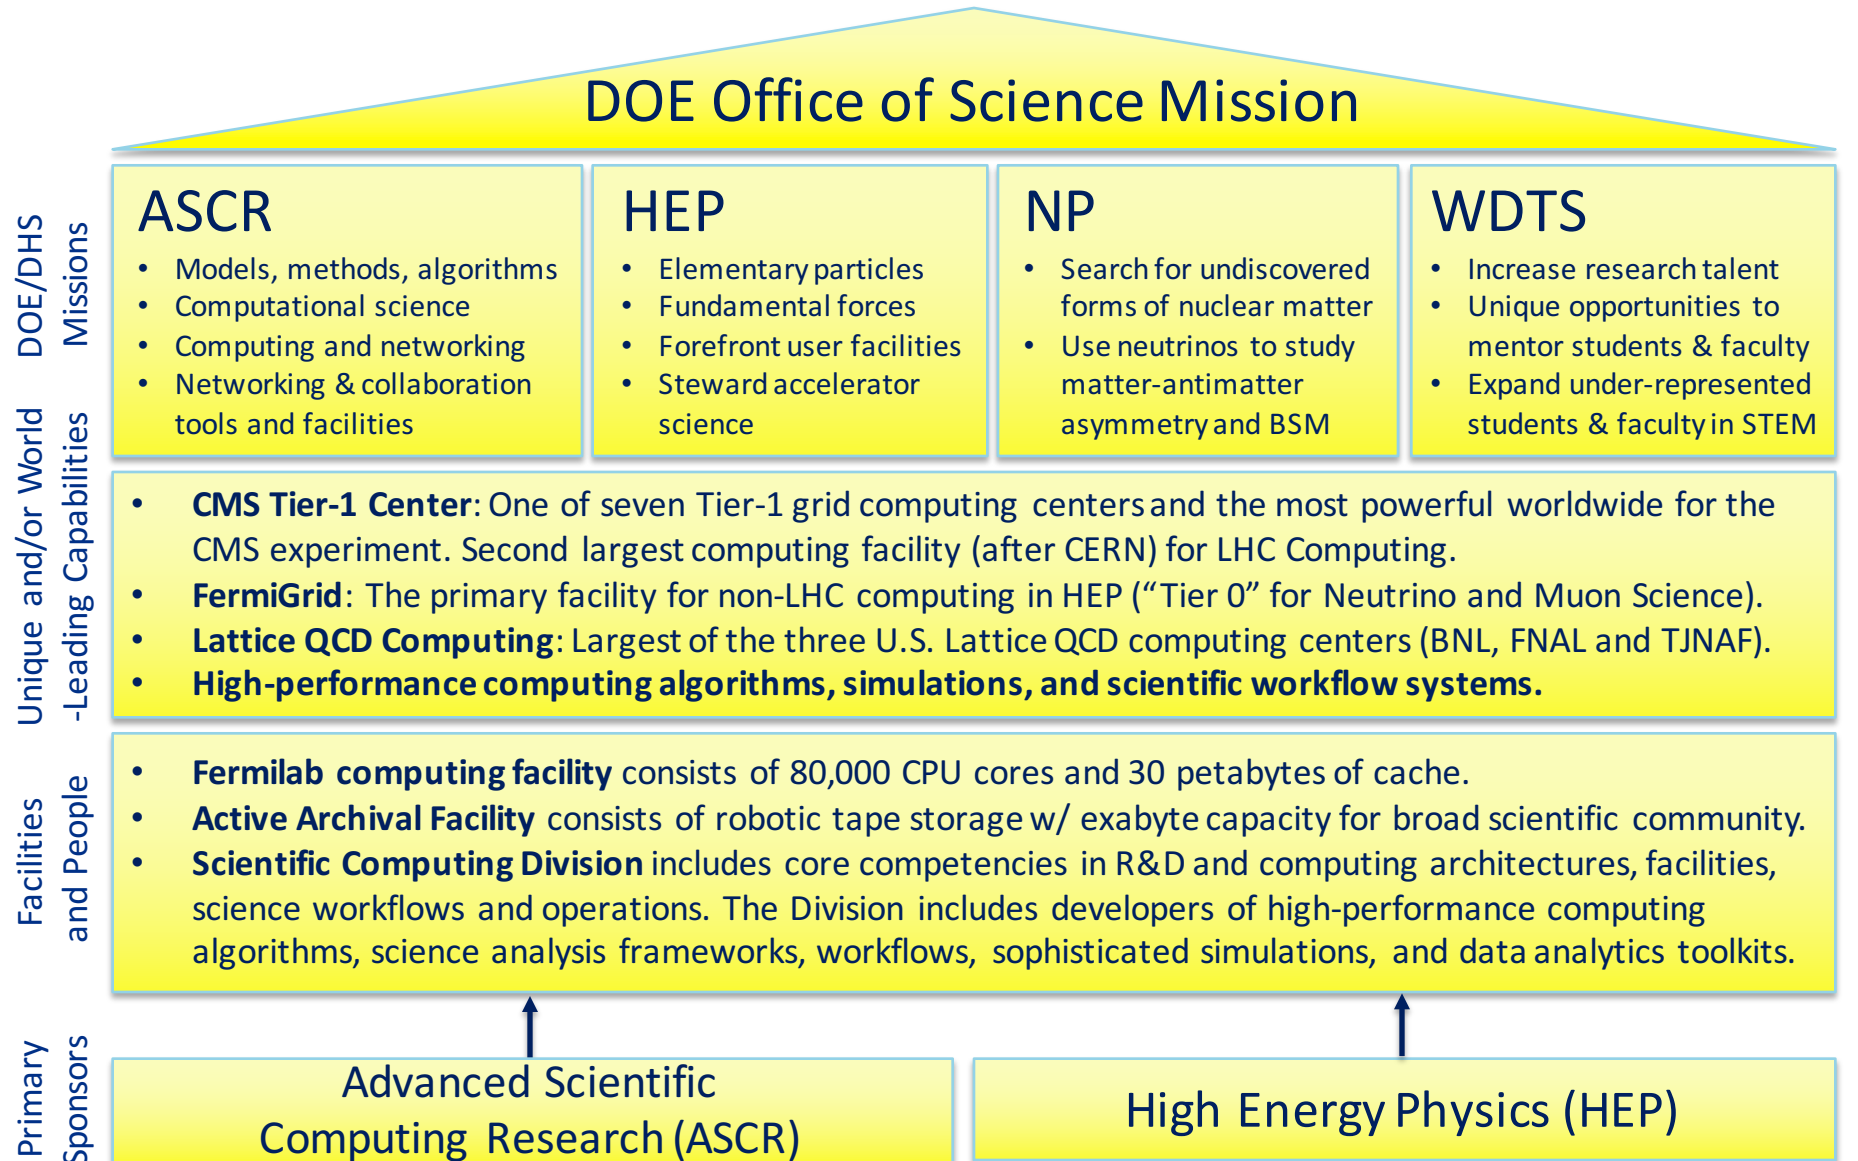 DOE Office of Science Mission
DOE/DHS
Missions
ASCR
• Models, methods, algorithms
• Computational science
• Computing and networking
• Networking & collaboration
tools and facilities
HEP
• Elementary particles
• Fundamental forces
• Forefront user facilities
• Steward accelerator
science
NP
• Search for undiscovered
forms of nuclear matter
• Use neutrinos to study
matter-antimatter
asymmetry and BSM
WDTS
• Increase research talent
• Unique opportunities to
mentor students & faculty
• Expand under-represented
students & faculty in STEM
Unique and/or World
-Leading Capabilities
• CMS Tier-1 Center: One of seven Tier-1 grid computing centers and the most powerful worldwide for the
CMS experiment. Second largest computing facility (after CERN) for LHC Computing.
• FermiGrid: The primary facility for non-LHC computing in HEP (“Tier 0” for Neutrino and Muon Science).
• Lattice QCD Computing: Largest of the three U.S. Lattice QCD computing centers (BNL, FNAL and TJNAF).
• High-performance computing algorithms, simulations, and scientific workflow systems.
Facilities
and People
• Fermilab computing facility consists of 80,000 CPU cores and 30 petabytes of cache.
• Active Archival Facility consists of robotic tape storage w/ exabyte capacity for broad scientific community.
• Scientific Computing Division includes core competencies in R&D and computing architectures, facilities,
science workflows and operations. The Division includes developers of high-performance computing
algorithms, science analysis frameworks, workflows, sophisticated simulations, and data analytics toolkits.
Primary
Sponsors
Advanced Scientific
Computing Research (ASCR)
High Energy Physics (HEP)